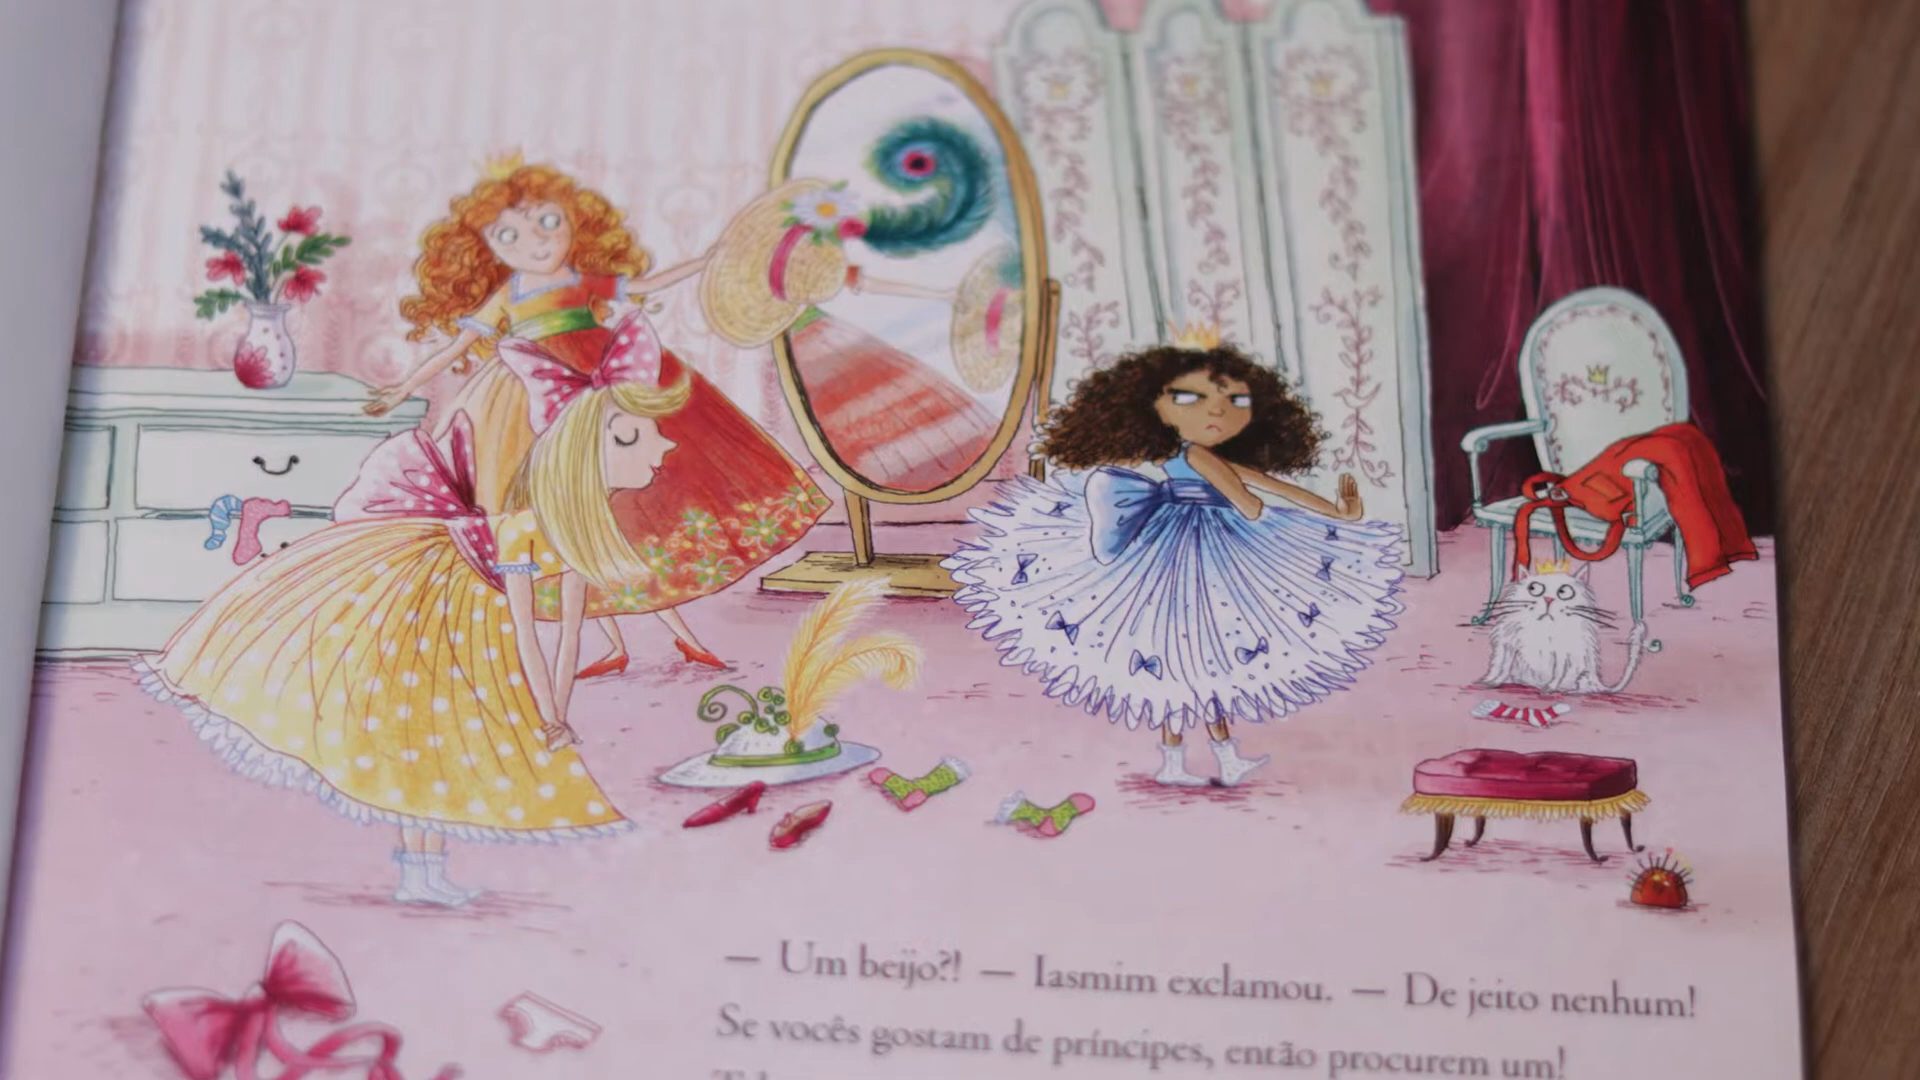 — Um beijo?! — Iasmim exclamou. — De jeito nenhum!
Se vocês gostam de príncipes, então procurem um!